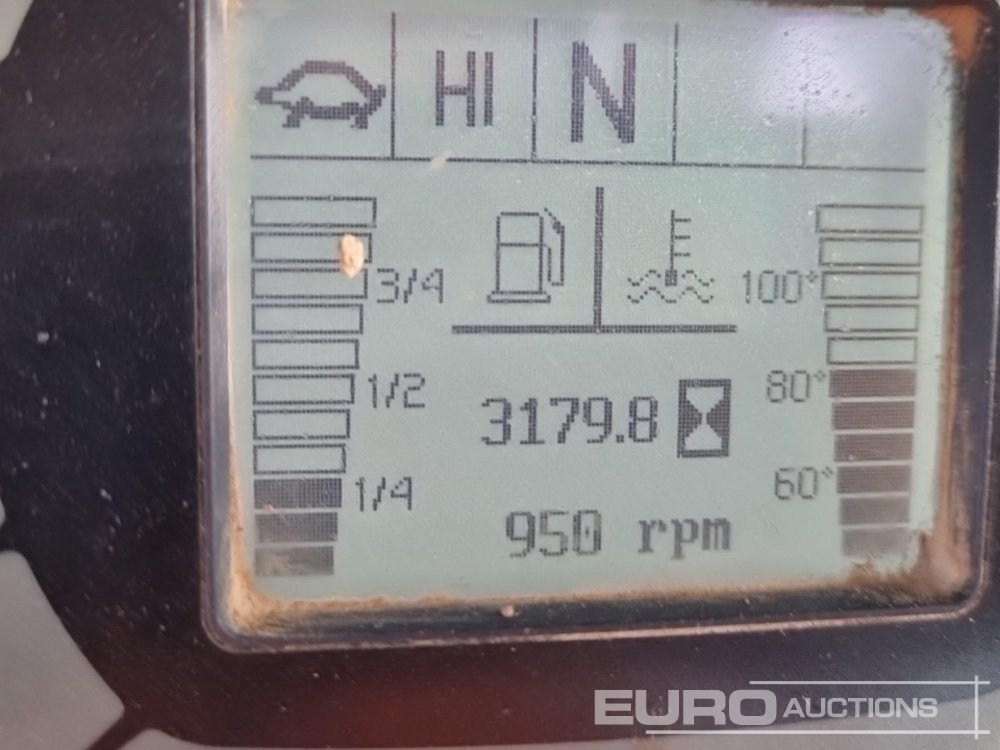 HI N
3/4
100°
1/2
80°
3179.8
1/4
60°
950 rpm
EURO AUCTIONS